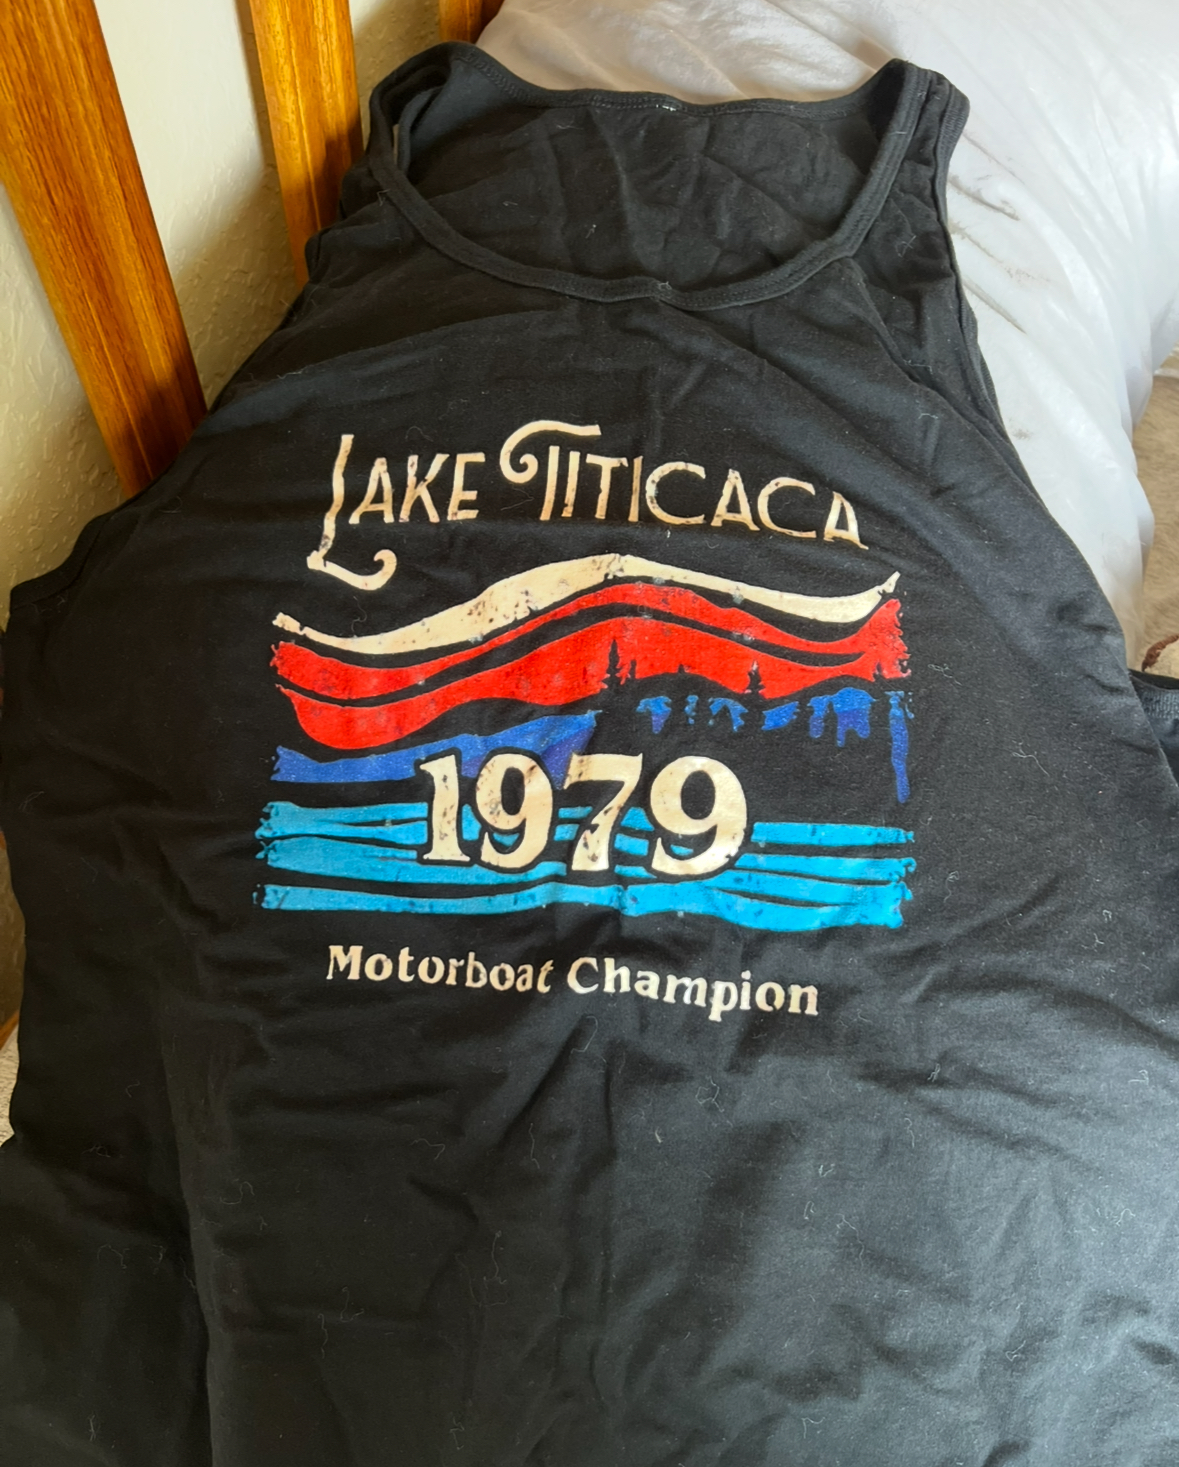 LAKE TITICACA
1979
Motorboat Champion